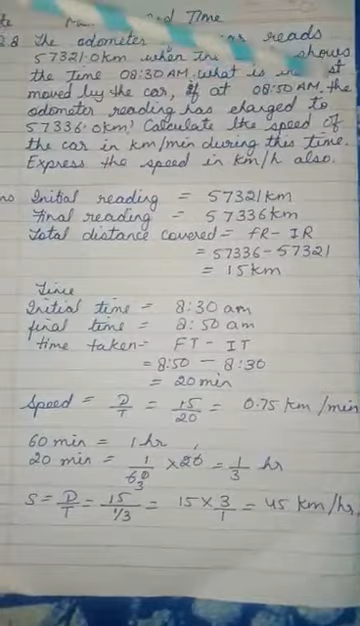 Time
2.8 The odometer reads
57321.0km when the shows
the time 08:30 AM. What is
moved by the car, if at 08:50 AM, the
odometer reading has changed to
57336.0km? Calculate the speed of
the car in km/min during this time.
Express the speed in km/h also.
Ans Initial reading = 57321km
Final reading = 57336km
Total distance covered = FR - IR
= 57336-57321
= 15km
Time
Initial time = 8:30 am
final time = 8:50 am
time taken = FT - IT
= 8:50 - 8:30
= 20 min
Speed = D/T = 15/20 = 0.75 km /min
60 min = 1 hr
20 min = 1/60 × 20 = 1/3 hr
3
S = D/T = 15/1/3 = 15 × 3/1 = 45 km/hr